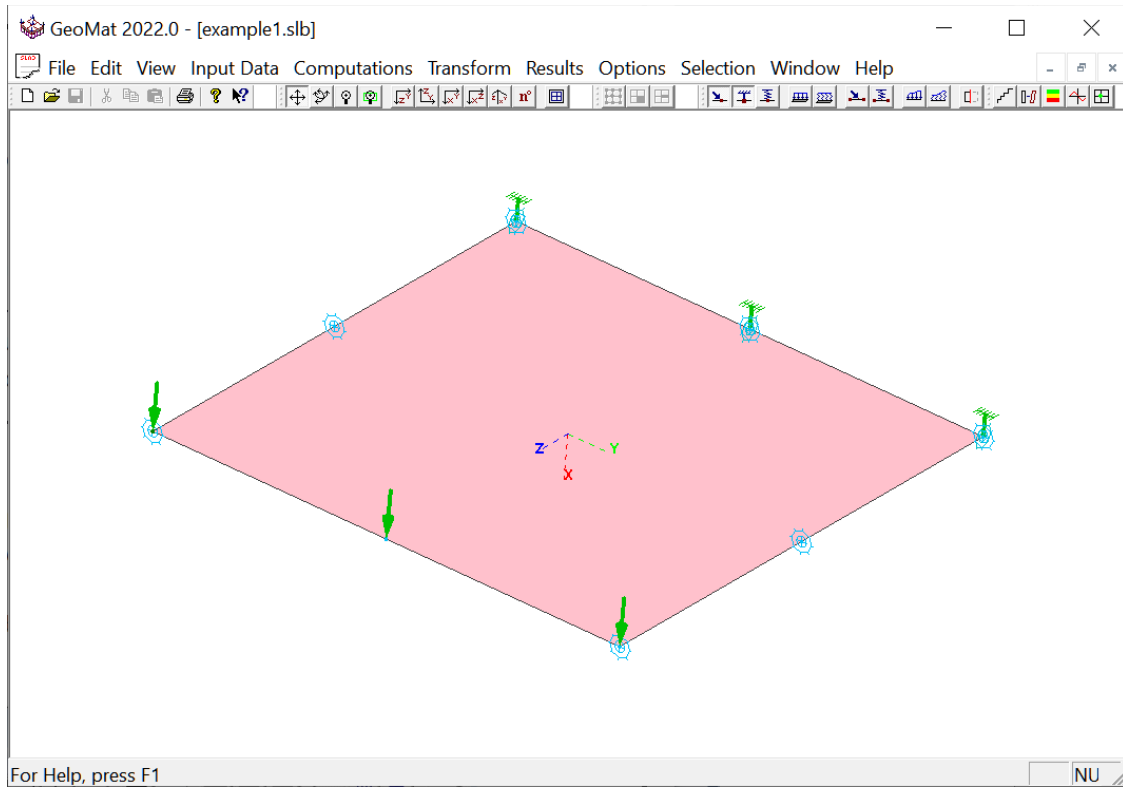 GeoMat 2022.0 - [example1.slb]
SLAB File Edit View Input Data Computations Transform Results Options Selection Window Help
n°
Z Y
X
For Help, press F1 NU